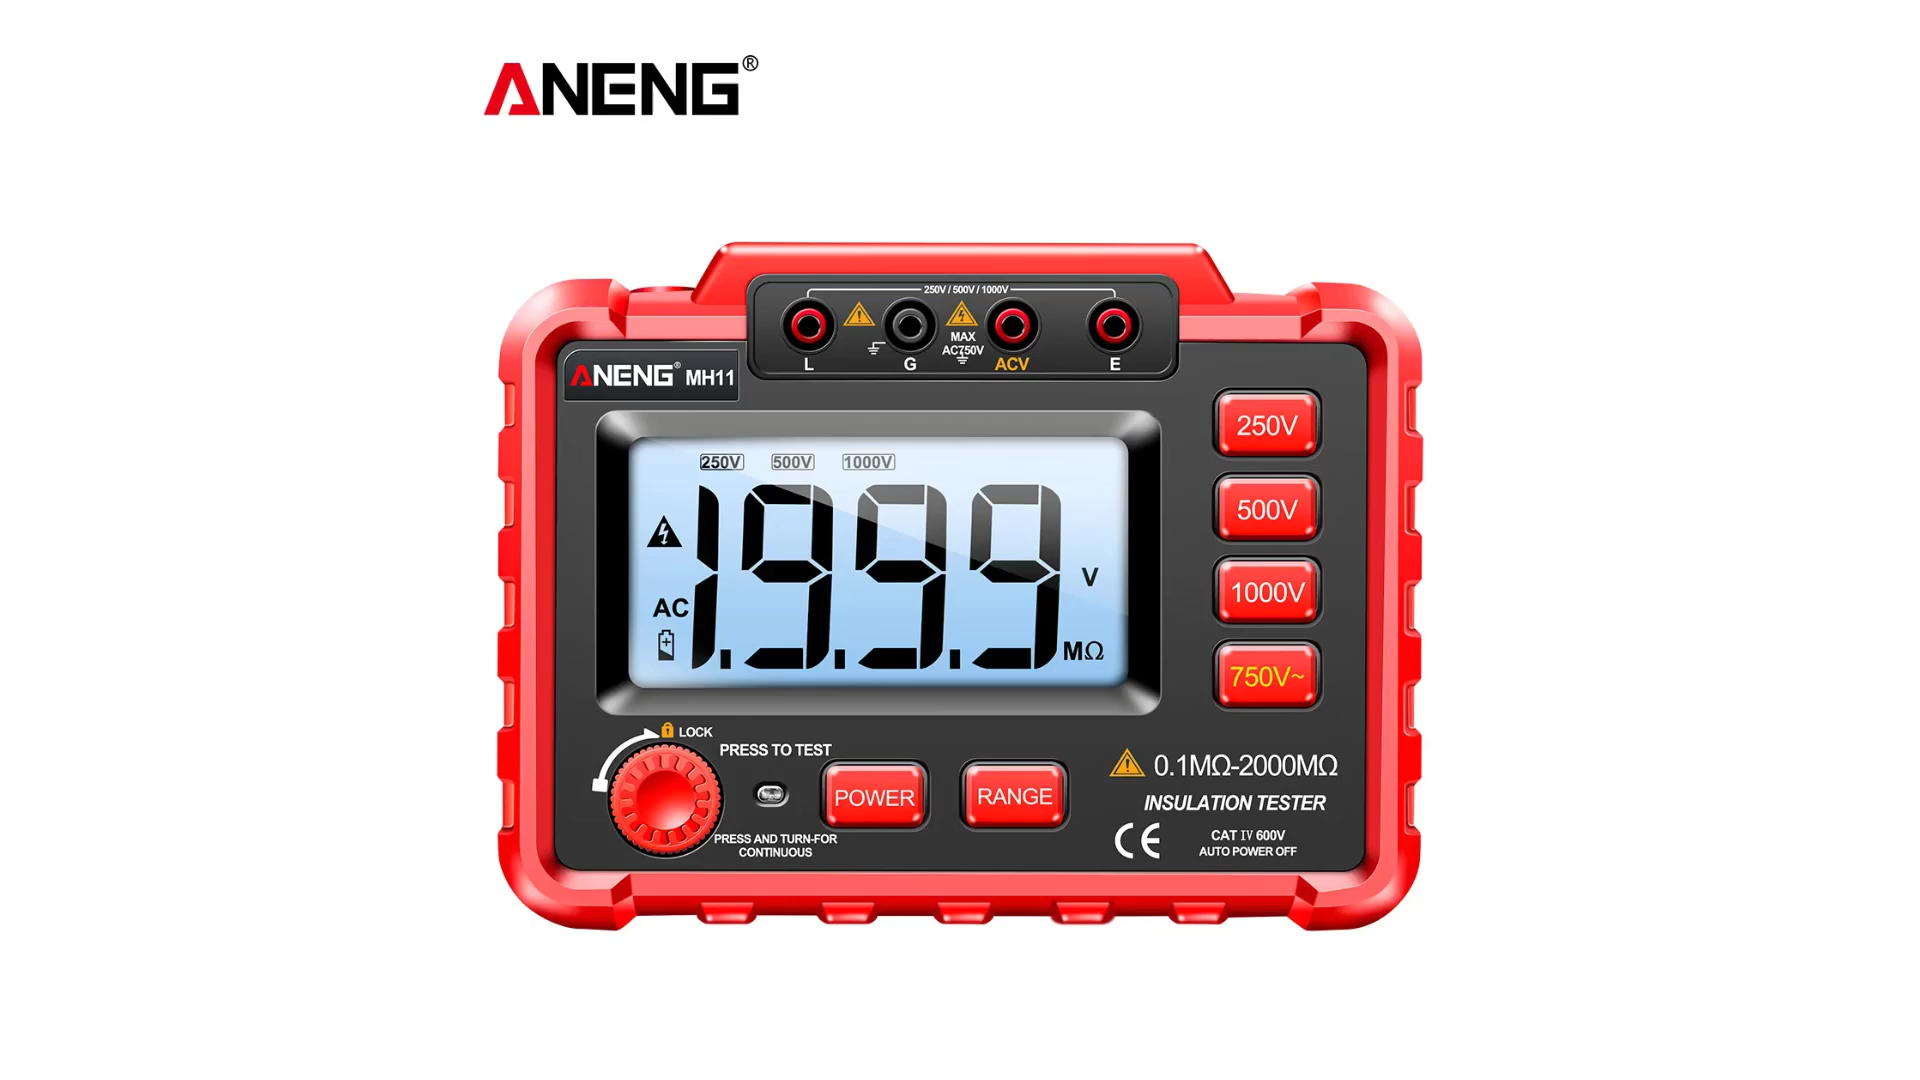 ANENG®
250V / 500V / 1000V
MAX
AC750V
L G ACV E
ANENG® MH11
250V 500V 1000V
1.9.9.9
AC
V
MΩ
250V
500V
1000V
750V~
LOCK
PRESS TO TEST
POWER
RANGE
PRESS AND TURN-FOR
CONTINUOUS
0.1MΩ-2000MΩ
INSULATION TESTER
CE
CAT IV 600V
AUTO POWER OFF